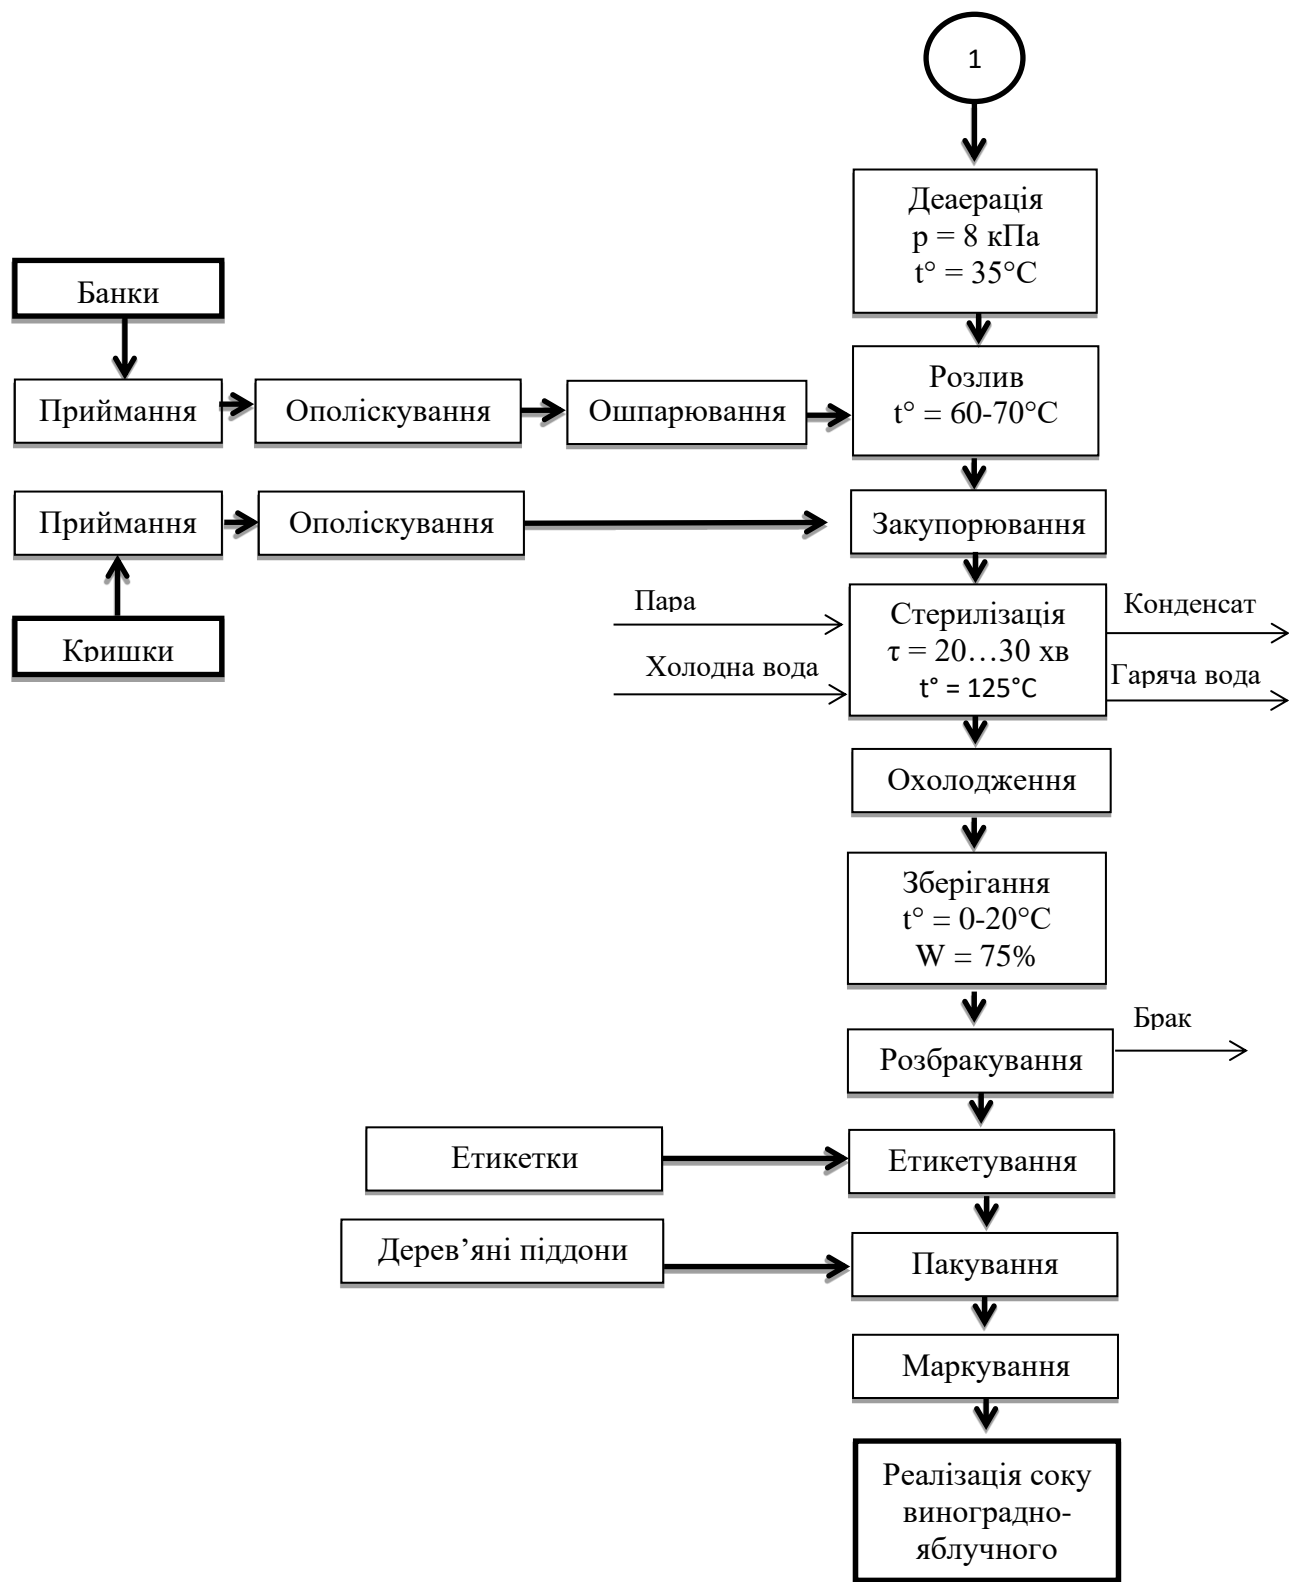 1
Деаерація
p = 8 кПа
t° = 35°C
Банки
Розлив
t° = 60-70°C
Приймання
Ополіскування
Ошпарювання
Приймання
Ополіскування
Закупорювання
Кришки
Пара
Холодна вода
Стерилізація
τ = 20…30 хв
t° = 125°C
Конденсат
Гаряча вода
Охолодження
Зберігання
t° = 0-20°C
W = 75%
Брак
Розбракування
Етикетки
Етикетування
Дерев’яні піддони
Пакування
Маркування
Реалізація соку
виноградно-
яблучного